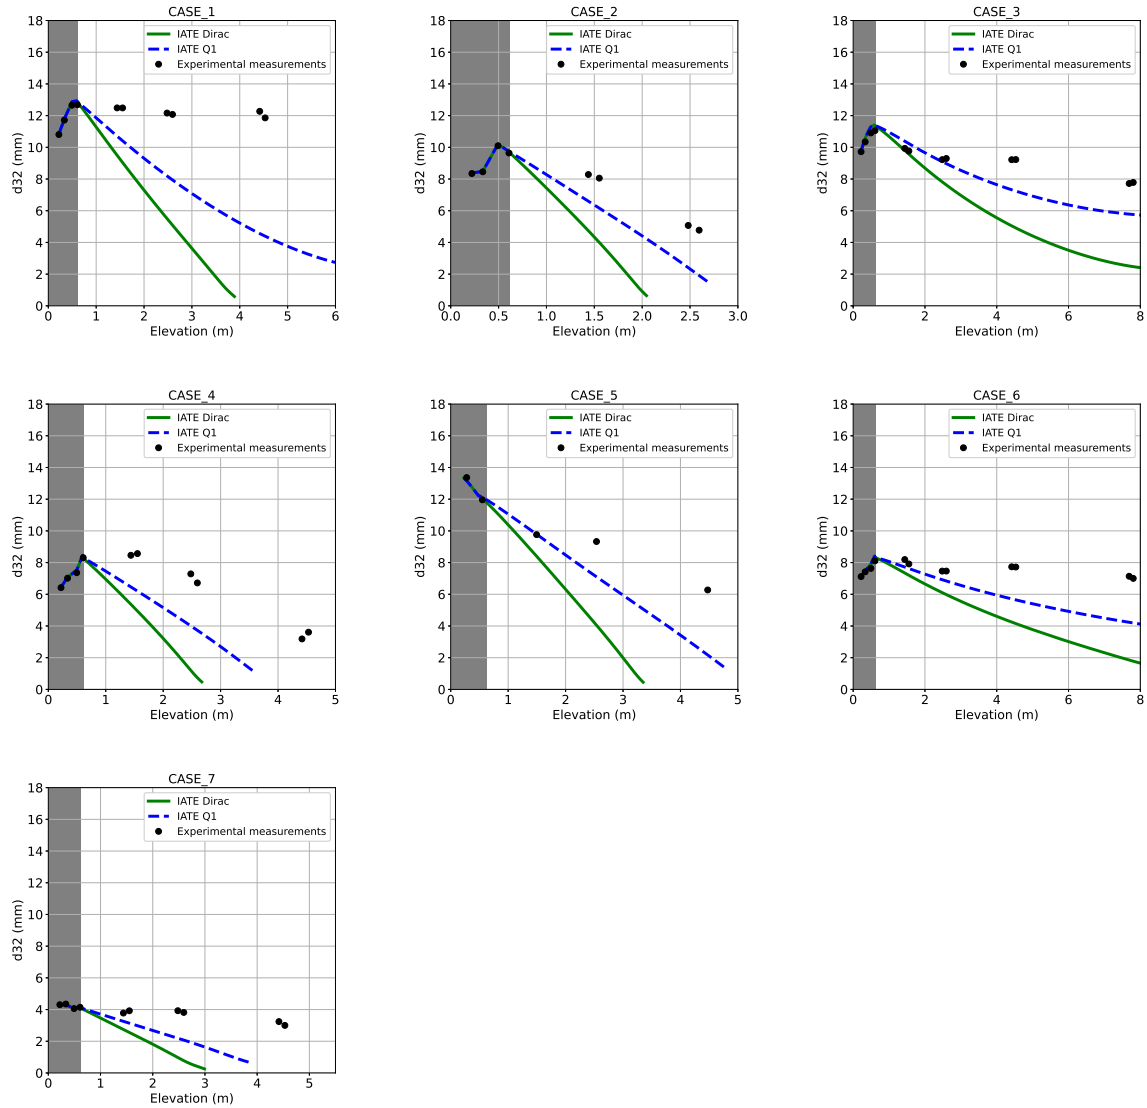 CASE_1
18
16
14
12
10
8
6
4
2
0
d32 (mm)
IATE Dirac
IATE Q1
Experimental measurements
0 1 2 3 4 5 6
Elevation (m)
CASE_2
18
16
14
12
10
8
6
4
2
0
d32 (mm)
IATE Dirac
IATE Q1
Experimental measurements
0.0 0.5 1.0 1.5 2.0 2.5 3.0
Elevation (m)
CASE_3
18
16
14
12
10
8
6
4
2
0
d32 (mm)
IATE Dirac
IATE Q1
Experimental measurements
0 2 4 6 8
Elevation (m)
CASE_4
18
16
14
12
10
8
6
4
2
0
d32 (mm)
IATE Dirac
IATE Q1
Experimental measurements
0 1 2 3 4 5
Elevation (m)
CASE_5
18
16
14
12
10
8
6
4
2
0
d32 (mm)
IATE Dirac
IATE Q1
Experimental measurements
0 1 2 3 4 5
Elevation (m)
CASE_6
18
16
14
12
10
8
6
4
2
0
d32 (mm)
IATE Dirac
IATE Q1
Experimental measurements
0 2 4 6 8
Elevation (m)
CASE_7
18
16
14
12
10
8
6
4
2
0
d32 (mm)
IATE Dirac
IATE Q1
Experimental measurements
0 1 2 3 4 5
Elevation (m)